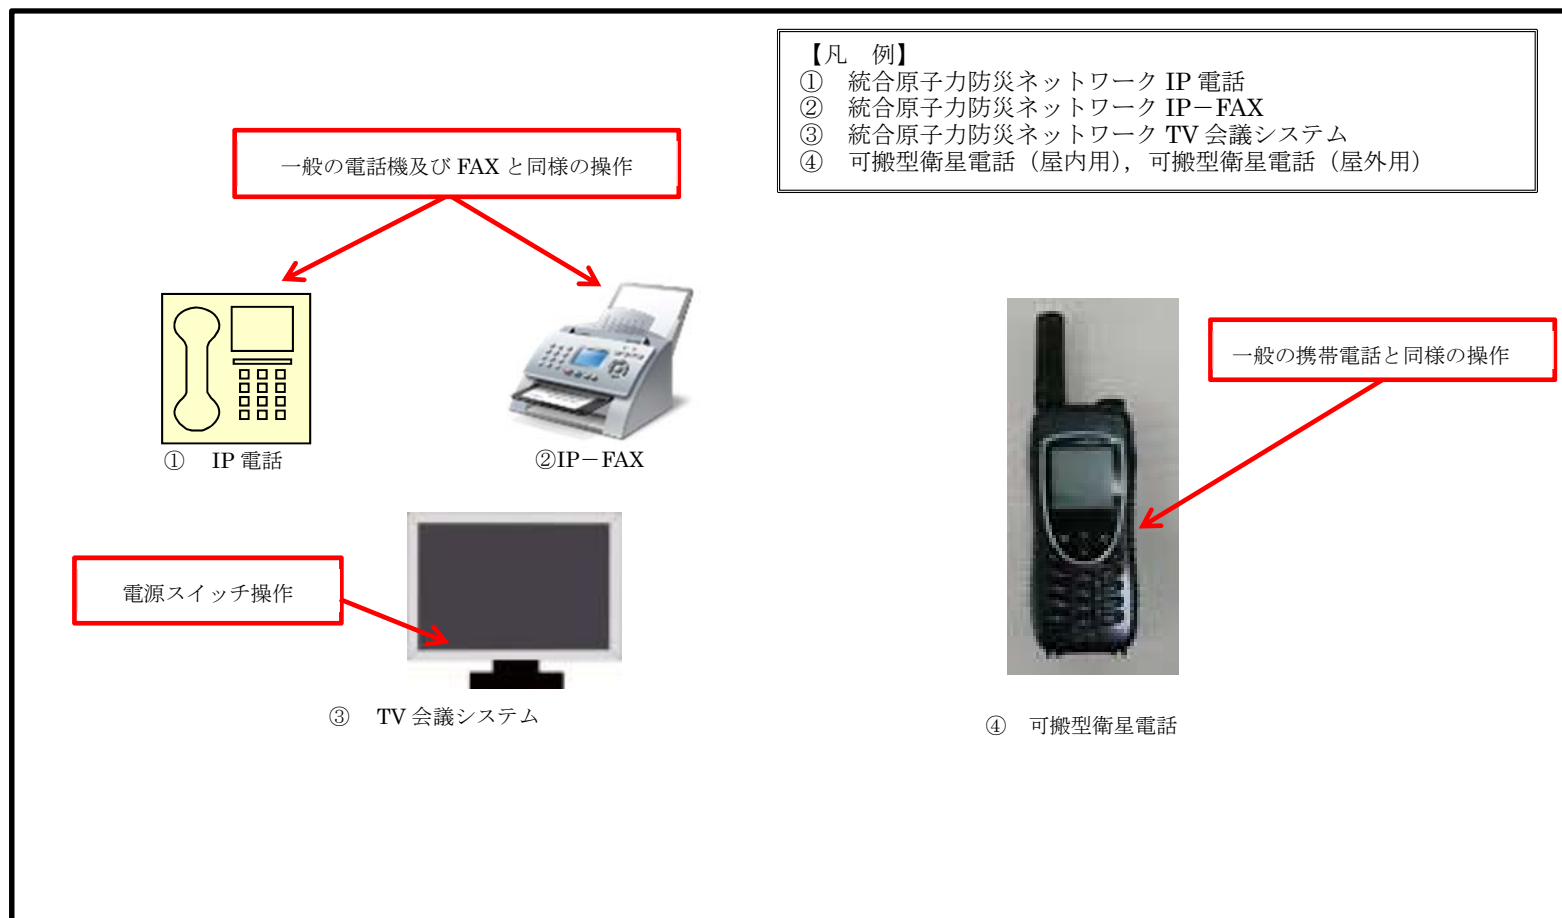 【凡　例】
①　統合原子力防災ネットワーク IP 電話
②　統合原子力防災ネットワーク IP－FAX
③　統合原子力防災ネットワーク TV 会議システム
④　可搬型衛星電話（屋内用），可搬型衛星電話（屋外用）
一般の電話機及び FAX と同様の操作
①　IP 電話
②IP－FAX
電源スイッチ操作
③　TV 会議システム
一般の携帯電話と同様の操作
④　可搬型衛星電話